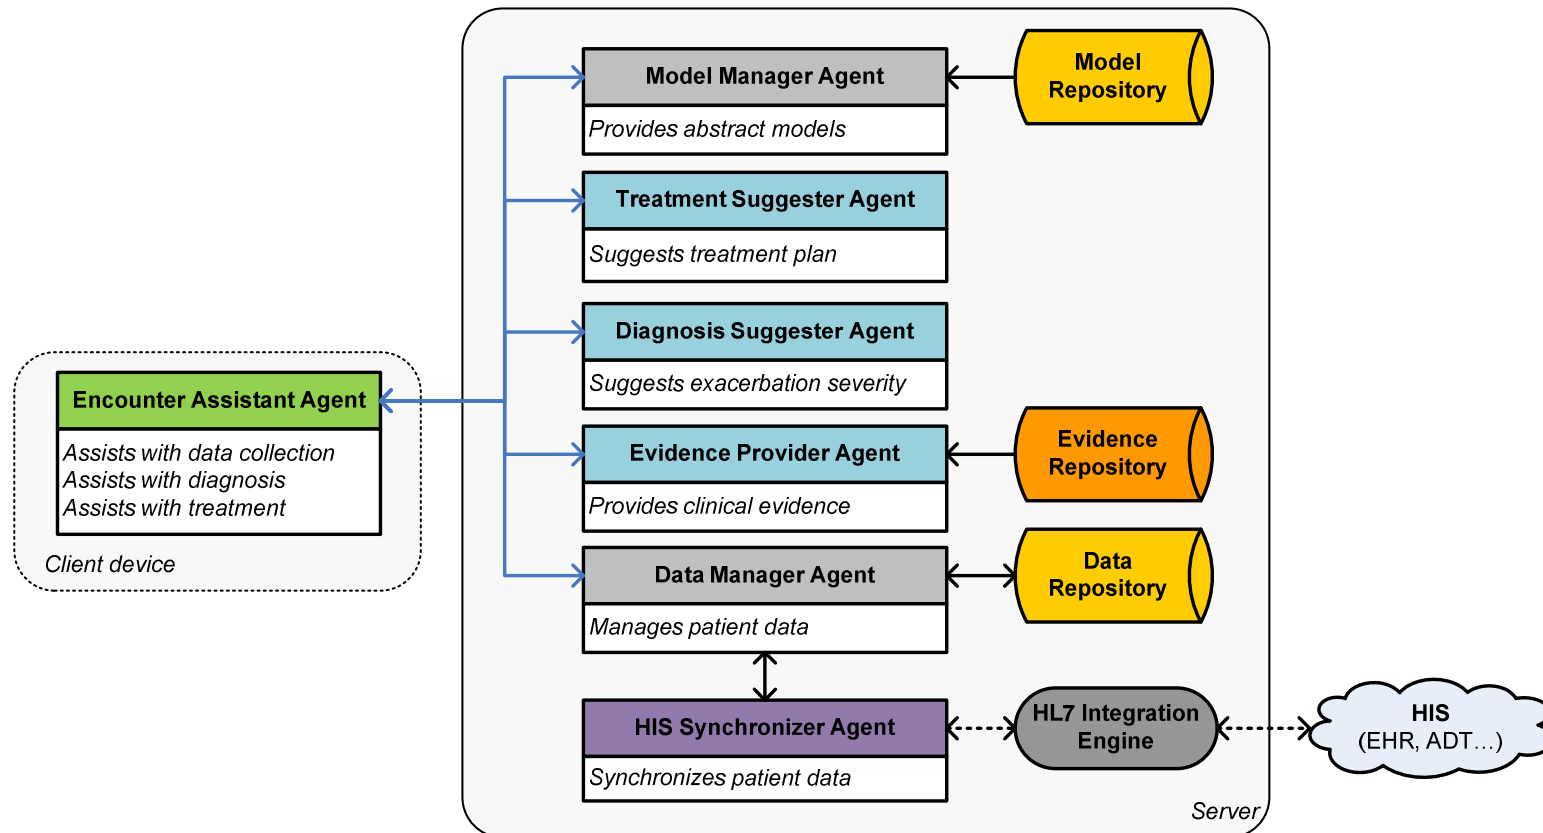 Model Manager Agent
Provides abstract models
Model
Repository
Treatment Suggester Agent
Suggests treatment plan
Diagnosis Suggester Agent
Suggests exacerbation severity
Encounter Assistant Agent
Assists with data collection
Assists with diagnosis
Assists with treatment
Client device
Evidence Provider Agent
Provides clinical evidence
Evidence
Repository
Data Manager Agent
Manages patient data
Data
Repository
HIS Synchronizer Agent
Synchronizes patient data
HL7 Integration
Engine
HIS
(EHR, ADT…)
Server